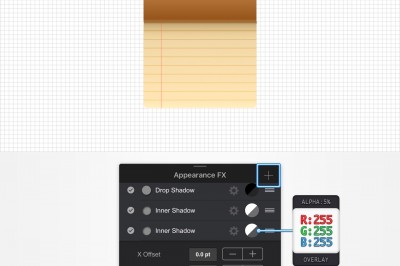 Appearance FX
Drop Shadow
Inner Shadow
Inner Shadow
X Offset
0.0 pt
ALPHA: 5%
R: 255
G: 255
B: 255
OVERLAY